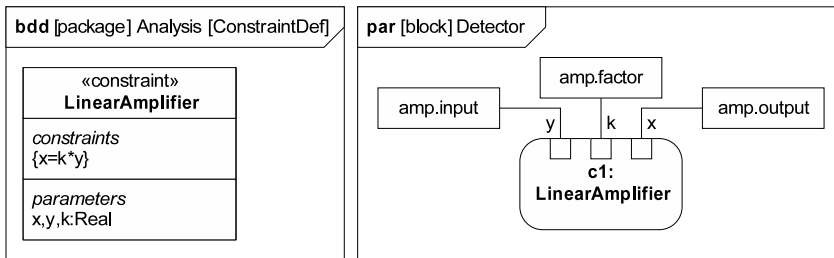 bdd [package] Analysis [ConstraintDef]
«constraint»
LinearAmplifier
constraints
{x=k*y}
parameters
x,y,k:Real
par [block] Detector
amp.factor
amp.input
amp.output
y
k
x
c1:
LinearAmplifier